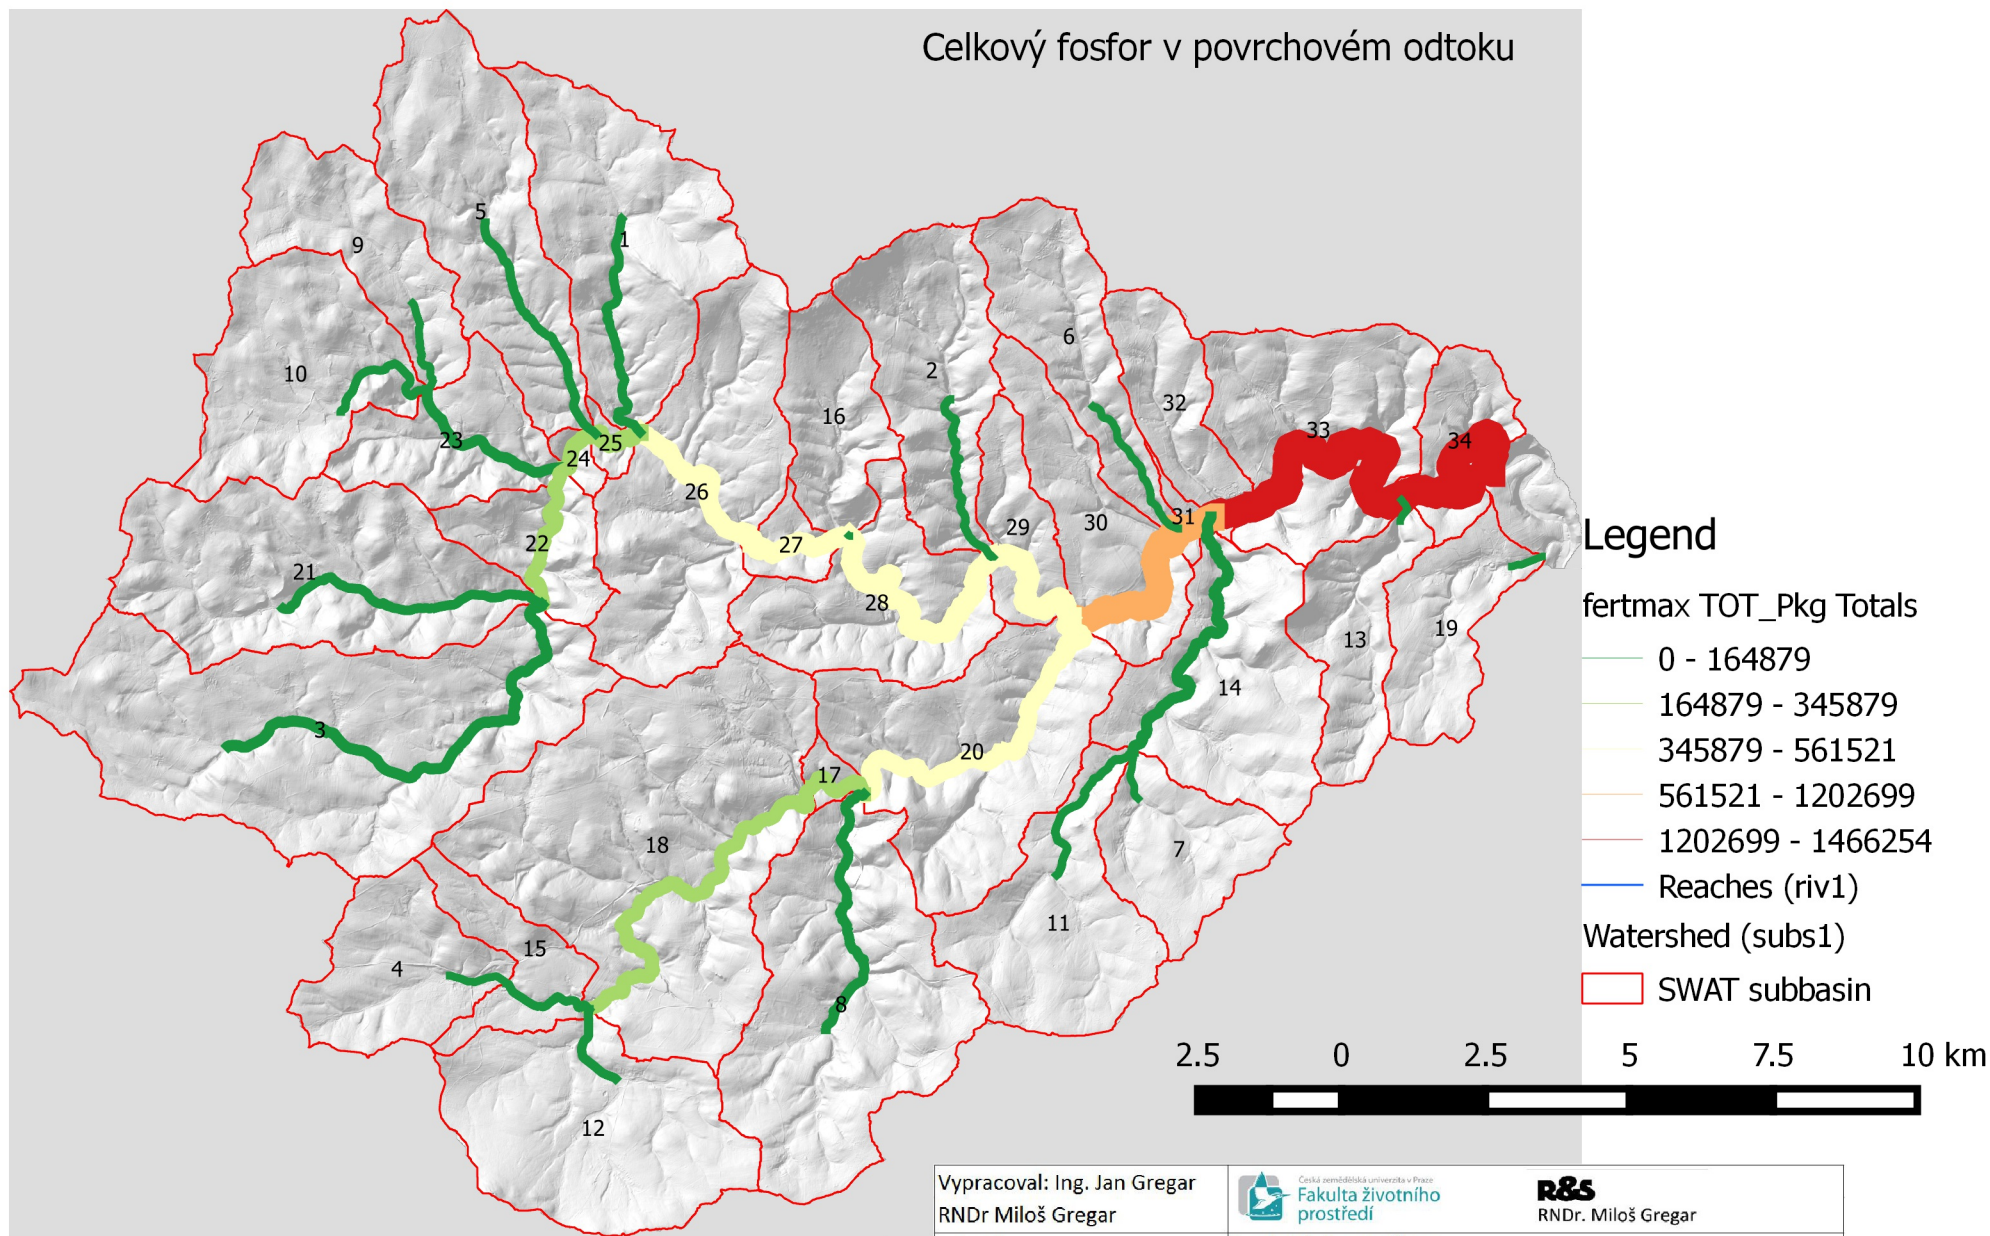 Celkový fosfor v povrchovém odtoku
5
1
9
6
2
10
32
16
33
34
23
25
24
26
31
30
29
27
22
21
28
19
13
14
3
20
17
18
7
11
15
4
8
12
Legend
fertmax TOT_Pkg Totals
0 - 164879
164879 - 345879
345879 - 561521
561521 - 1202699
1202699 - 1466254
Reaches (riv1)
Watershed (subs1)
SWAT subbasin
2.5 0 2.5 5 7.5 10 km
Vypracoval: Ing. Jan Gregar
RNDr Miloš Gregar
Česká zemědělská univerzita v Praze
Fakulta životního
prostředí
R&S
RNDr. Miloš Gregar